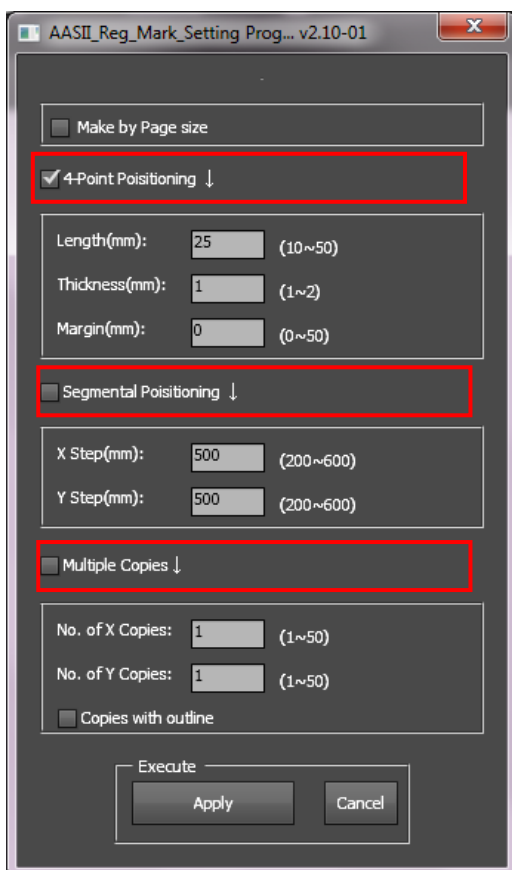 AASII_Reg_Mark_Setting Prog... v2.10-01
Make by Page size
4-Point Poisitioning ↓
Length(mm): 25 (10~50)
Thickness(mm): 1 (1~2)
Margin(mm): 0 (0~50)
Segmental Poisitioning ↓
X Step(mm): 500 (200~600)
Y Step(mm): 500 (200~600)
Multiple Copies ↓
No. of X Copies: 1 (1~50)
No. of Y Copies: 1 (1~50)
Copies with outline
Execute
Apply Cancel